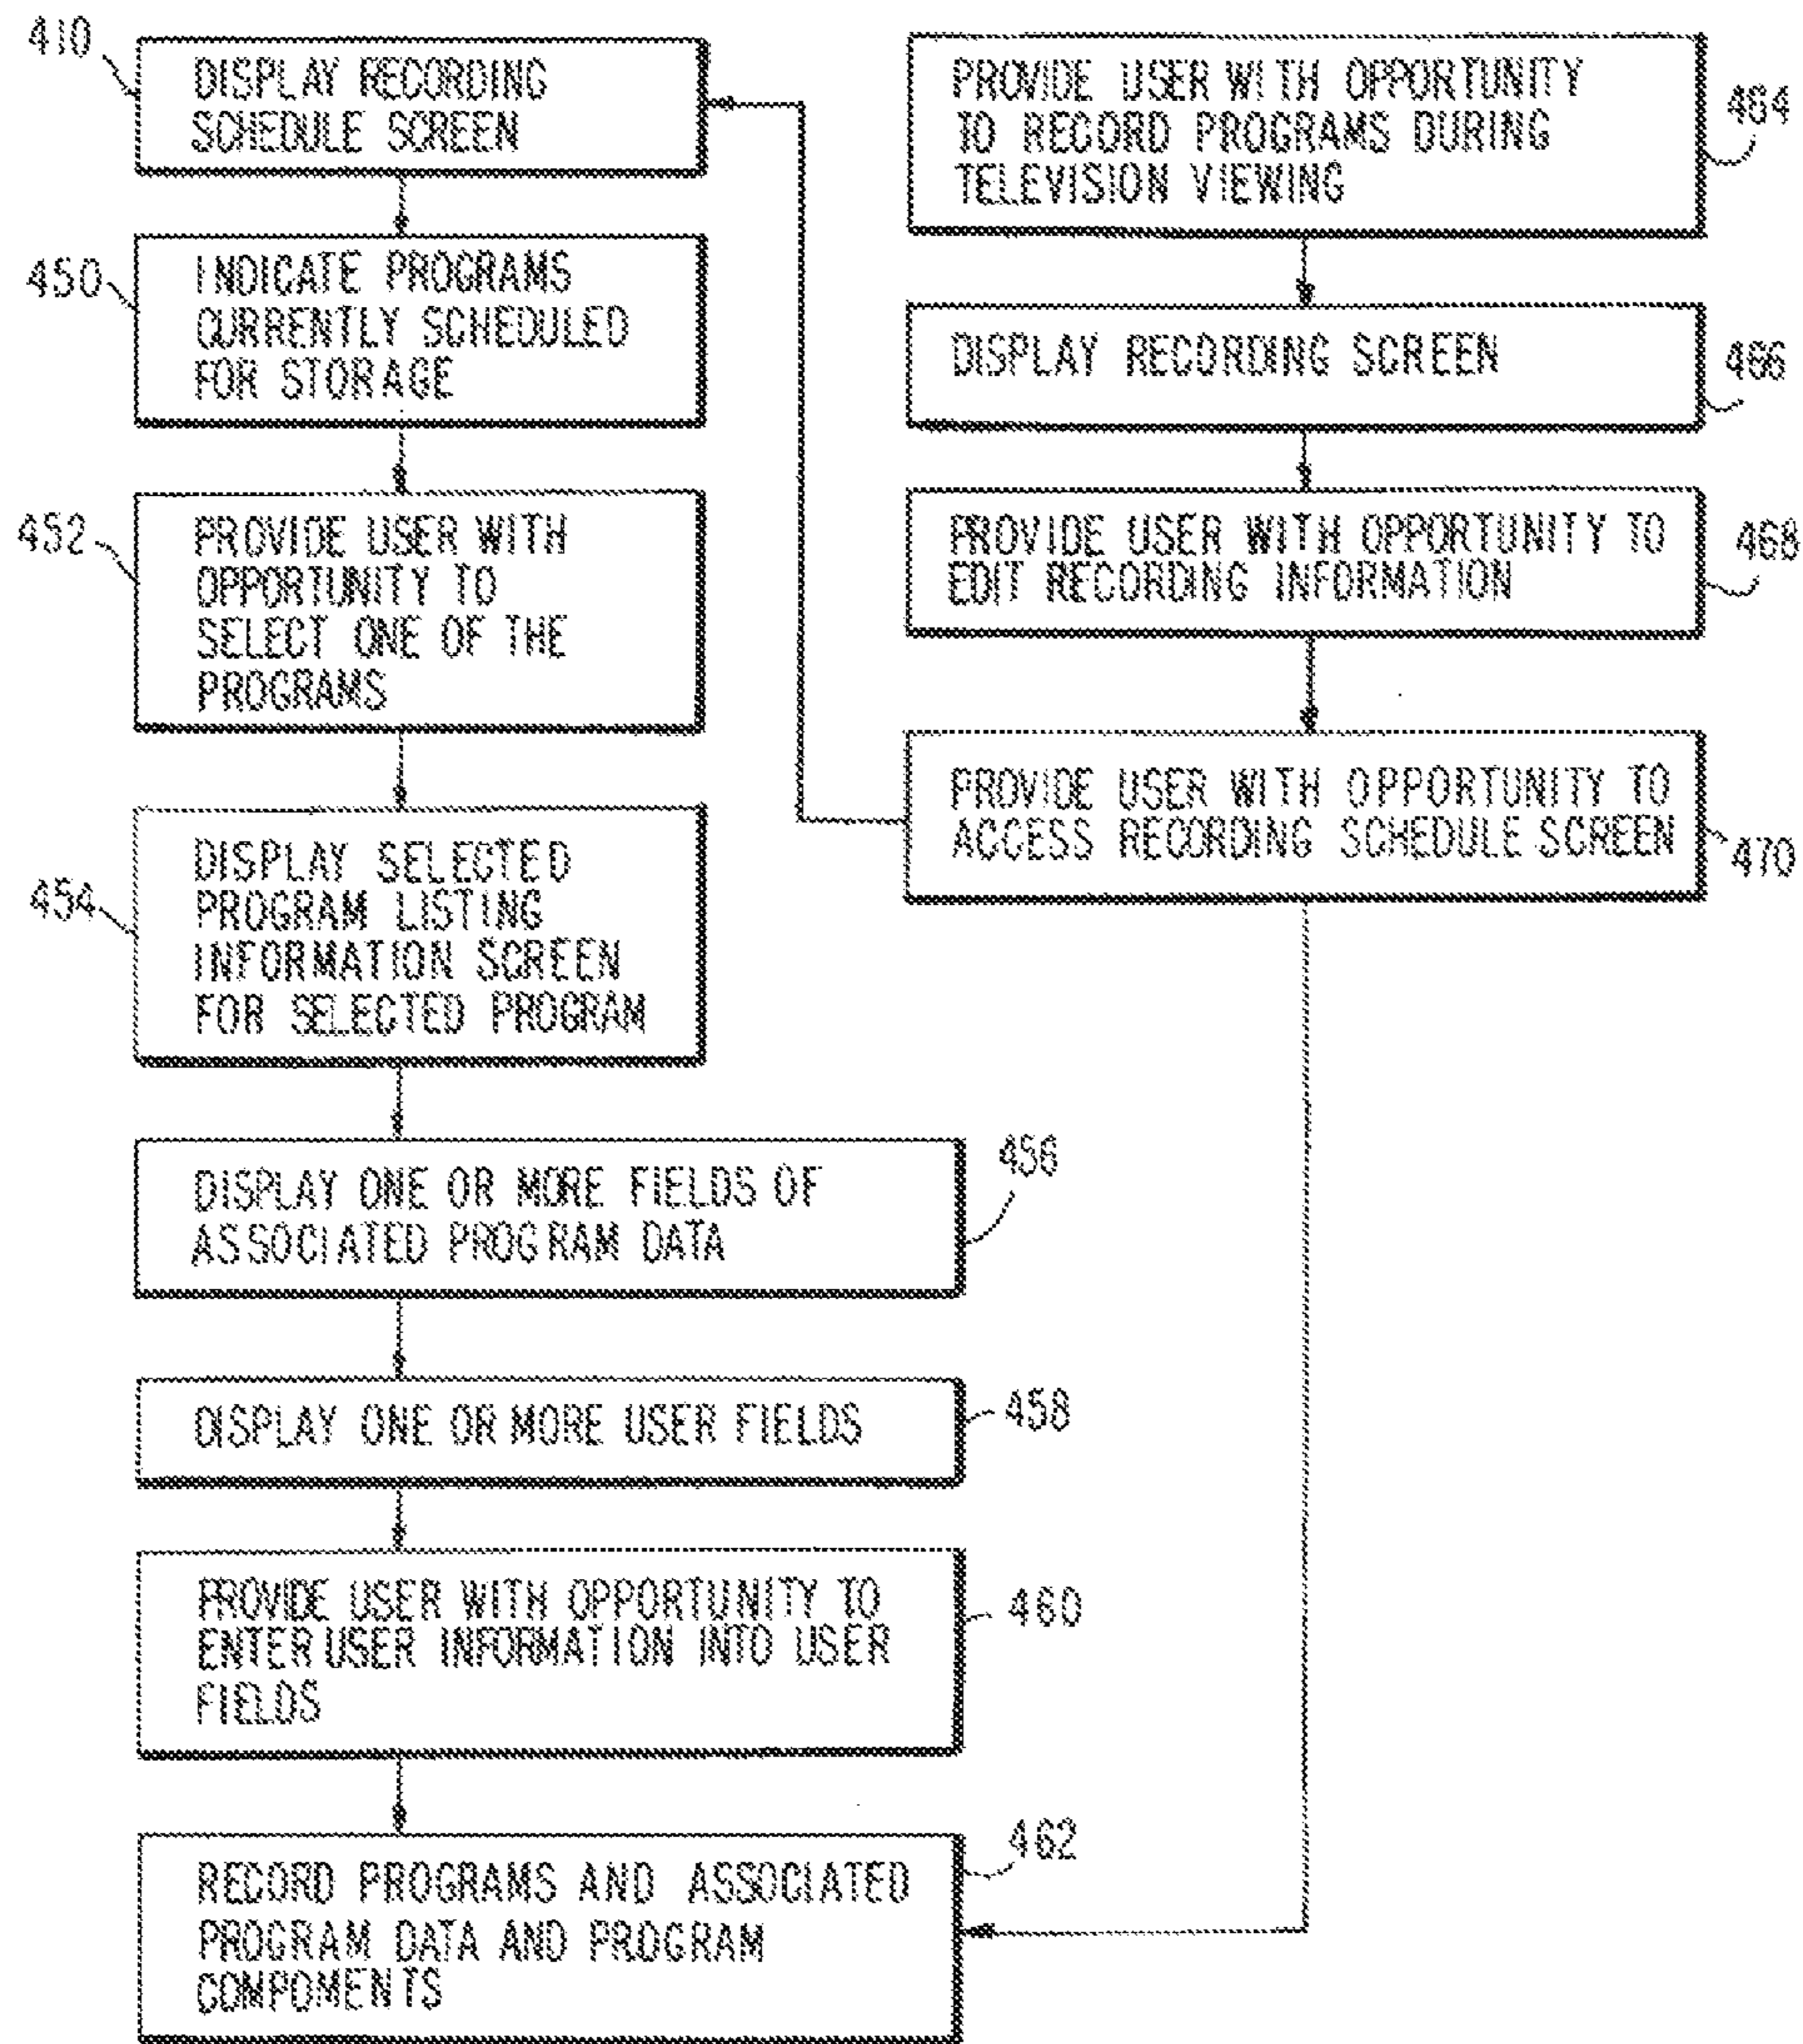 410
DISPLAY RECORDING
SCHEDULE SCREEN
450
INDICATE PROGRAMS
CURRENTLY SCHEDULED
FOR STORAGE
452
PROVIDE USER WITH
OPPORTUNITY TO
SELECT ONE OF THE
PROGRAMS
454
DISPLAY SELECTED
PROGRAM LISTING
INFORMATION SCREEN
FOR SELECTED PROGRAM
DISPLAY ONE OR MORE FIELDS OF
ASSOCIATED PROGRAM DATA
456
DISPLAY ONE OR MORE USER FIELDS
458
PROVIDE USER WITH OPPORTUNITY TO
ENTER USER INFORMATION INTO USER
FIELDS
460
RECORD PROGRAMS AND ASSOCIATED
PROGRAM DATA AND PROGRAM
COMPOMENTS
462
PROVIDE USER WITH OPPORTUNITY
TO RECORD PROGRAMS DURING
TELEVISION VIEWING
464
DISPLAY RECORDING SCREEN
466
PROVIDE USER WITH OPPORTUNITY TO
EDIT RECORDING INFORMATION
468
PROVIDE USER WITH OPPORTUNITY TO
ACCESS RECORDING SCHEDULE SCREEN
470